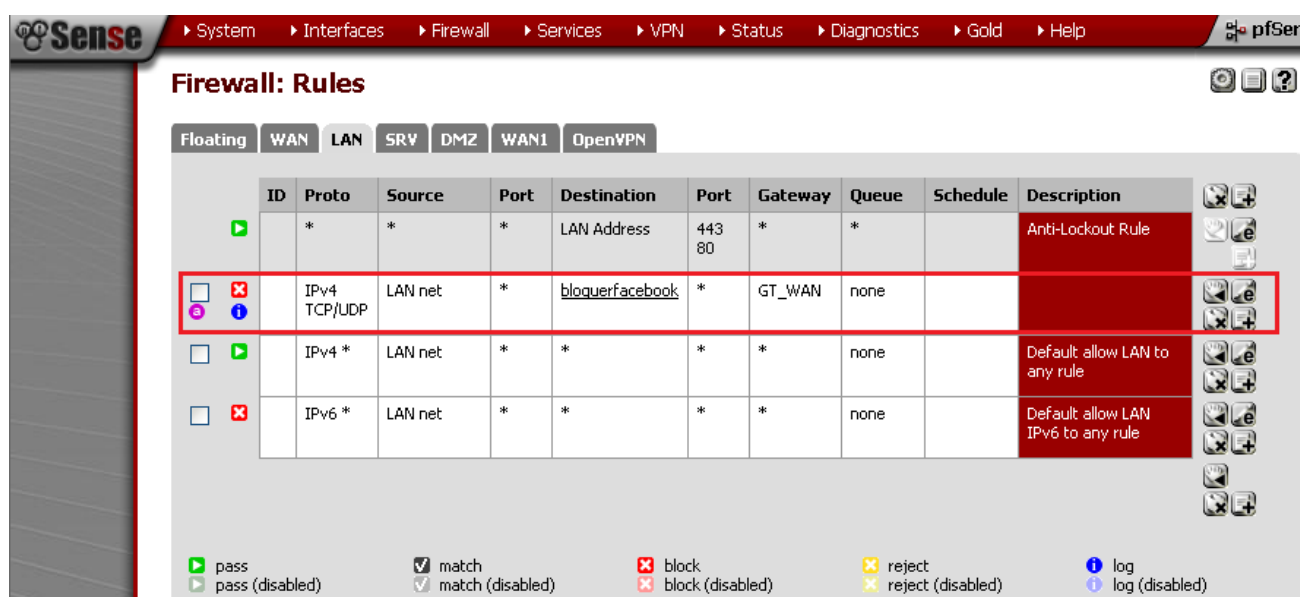 Sense
System Interfaces Firewall Services VPN Status Diagnostics Gold Help pfSer
Firewall: Rules
Floating WAN LAN SRV DMZ WAN1 OpenVPN
ID Proto Source Port Destination Port Gateway Queue Schedule Description
* * * LAN Address 443 * * Anti-Lockout Rule
80
IPv4 LAN net * bloquerfacebook * GT_WAN none
TCP/UDP
IPv4 * LAN net * * * * none Default allow LAN to
any rule
IPv6 * LAN net * * * * none Default allow LAN
IPv6 to any rule
pass match block reject log
pass (disabled) match (disabled) block (disabled) reject (disabled) log (disabled)